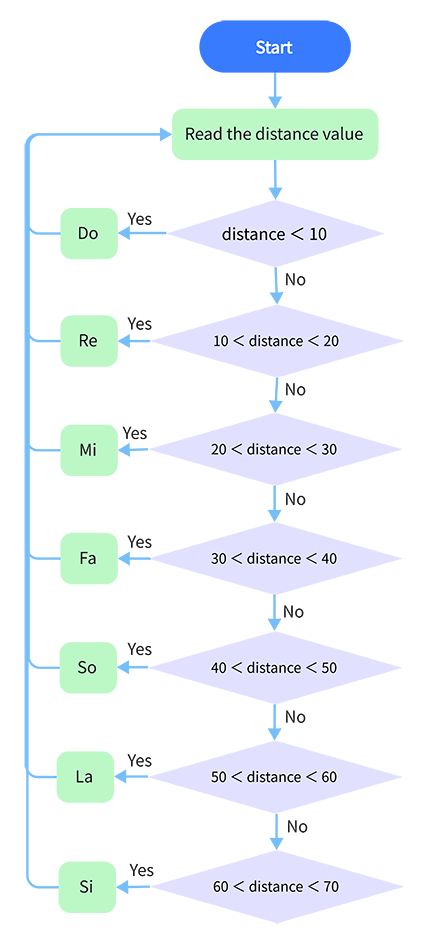 Start
Read the distance value
Do
Yes
distance < 10
No
Re
Yes
10 < distance < 20
No
Mi
Yes
20 < distance < 30
No
Fa
Yes
30 < distance < 40
No
So
Yes
40 < distance < 50
No
La
Yes
50 < distance < 60
No
Si
Yes
60 < distance < 70